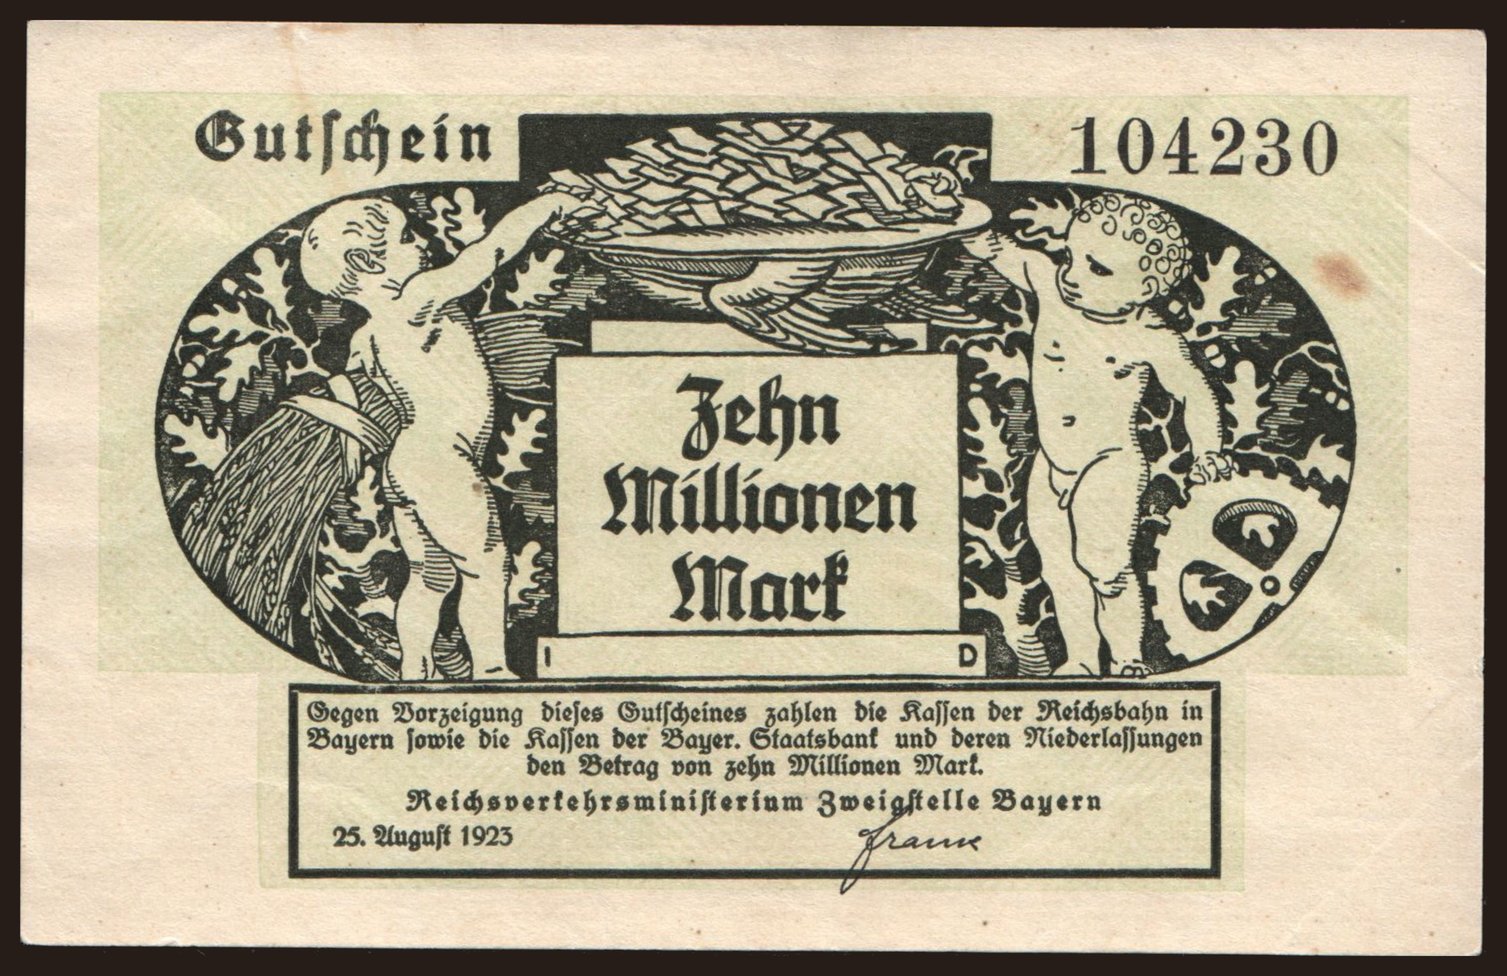 Gutschein
104230
Zehn
Millionen
Mark
I D
Gegen Vorzeigung dieses Gutscheines zahlen die Kassen der Reichsbahn in
Bayern sowie die Kassen der Bayer. Staatsbank und deren Niederlassungen
den Betrag von zehn Millionen Mark.
Reichsverkehrsministerium Zweigstelle Bayern
25. August 1923
Frank